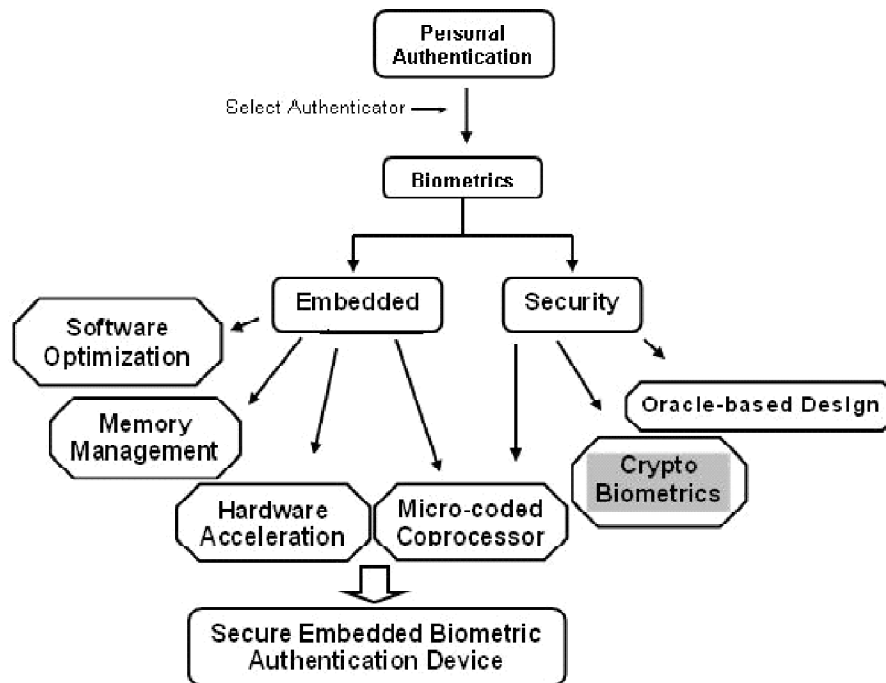 Personal
Authentication
Select Authenticator
Biometrics
Embedded
Security
Software
Optimization
Memory
Management
Oracle-based Design
Crypto
Biometrics
Hardware
Acceleration
Micro-coded
Coprocessor
Secure Embedded Biometric
Authentication Device